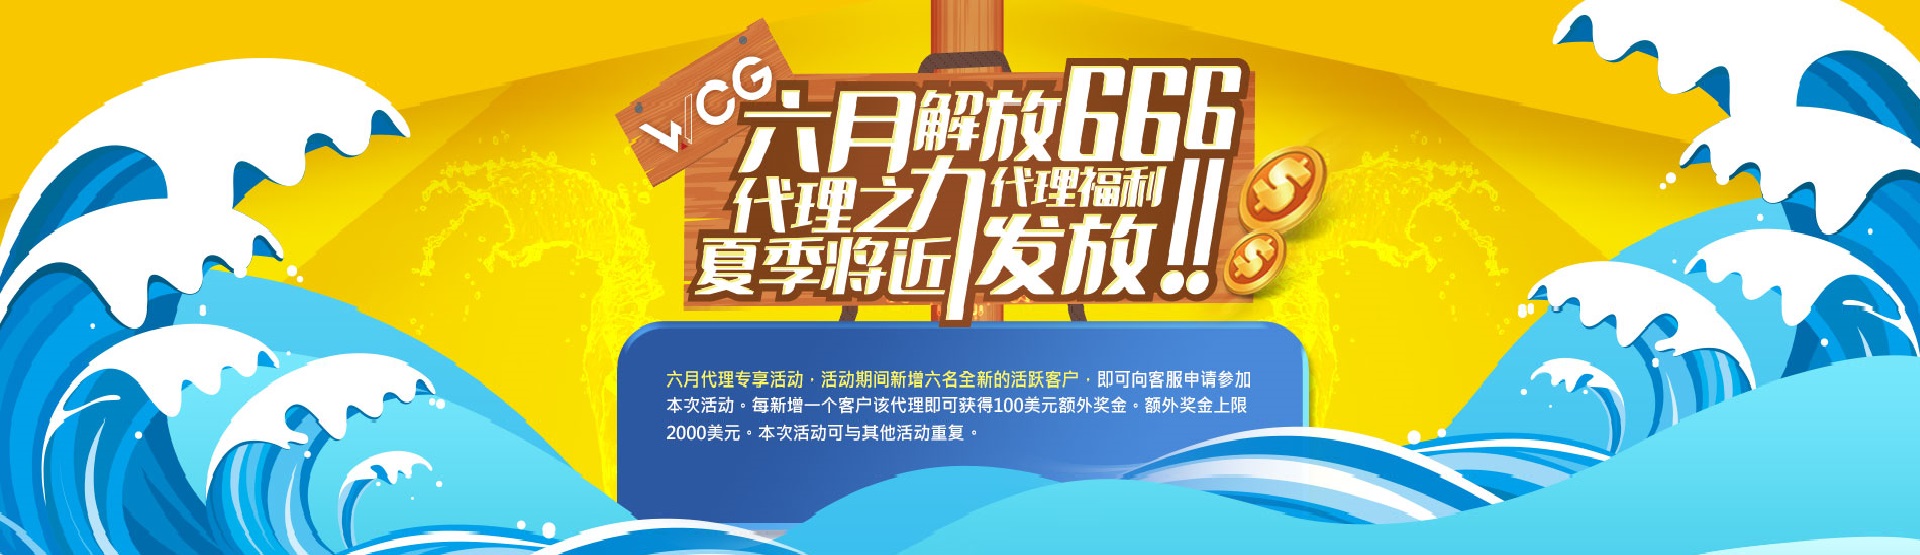 WCG
六月解放666
代理之力代理福利
夏季将近 发放!!
六月代理专享活动，活动期间新增六名全新的活跃客户，即可向客服申请参加
本次活动。每新增一个客户该代理即可获得100美元额外奖金。额外奖金上限
2000美元。本次活动可与其他活动重复。